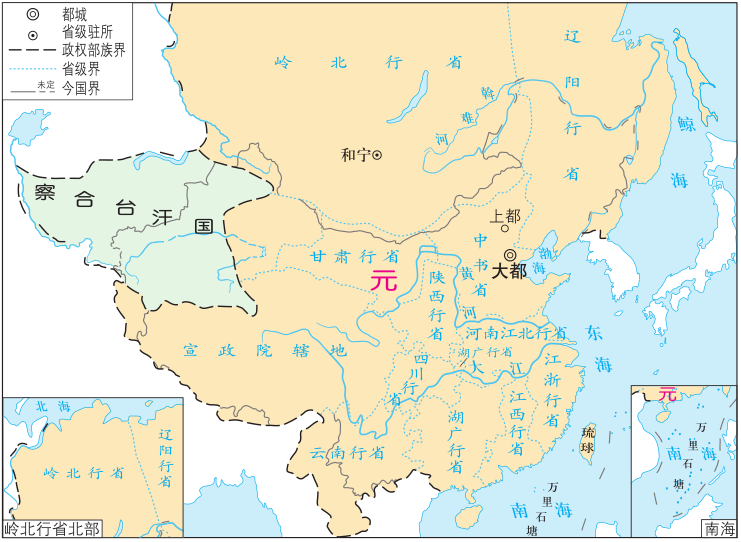 都城
省级驻所
政权部族界
省级界
未定
今国界
岭北行省
辽阳行省
斡难河
鲸海
和宁
察合台汗国
上都
中书省
大都
渤海
甘肃行省
元
陕西行省
黄河
河南江北行省
东海
宣政院辖地
湖广行省
四川行省
大江
江浙行省
江西行省
湖广行省
云南行省
琉球
万里石塘
南海
北海
岭北行省
辽阳行省
岭北行省北部
元
万里石塘
南海
南海